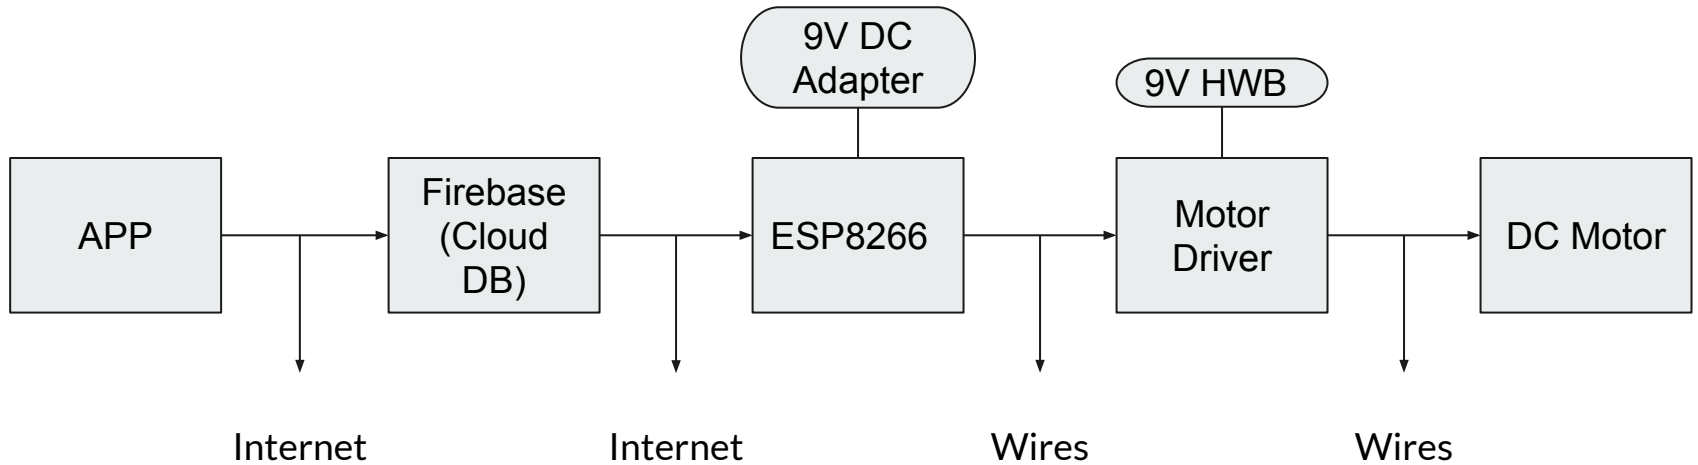 9V DC
Adapter
9V HWB
APP
Firebase
(Cloud
DB)
ESP8266
Motor
Driver
DC Motor
Internet
Internet
Wires
Wires